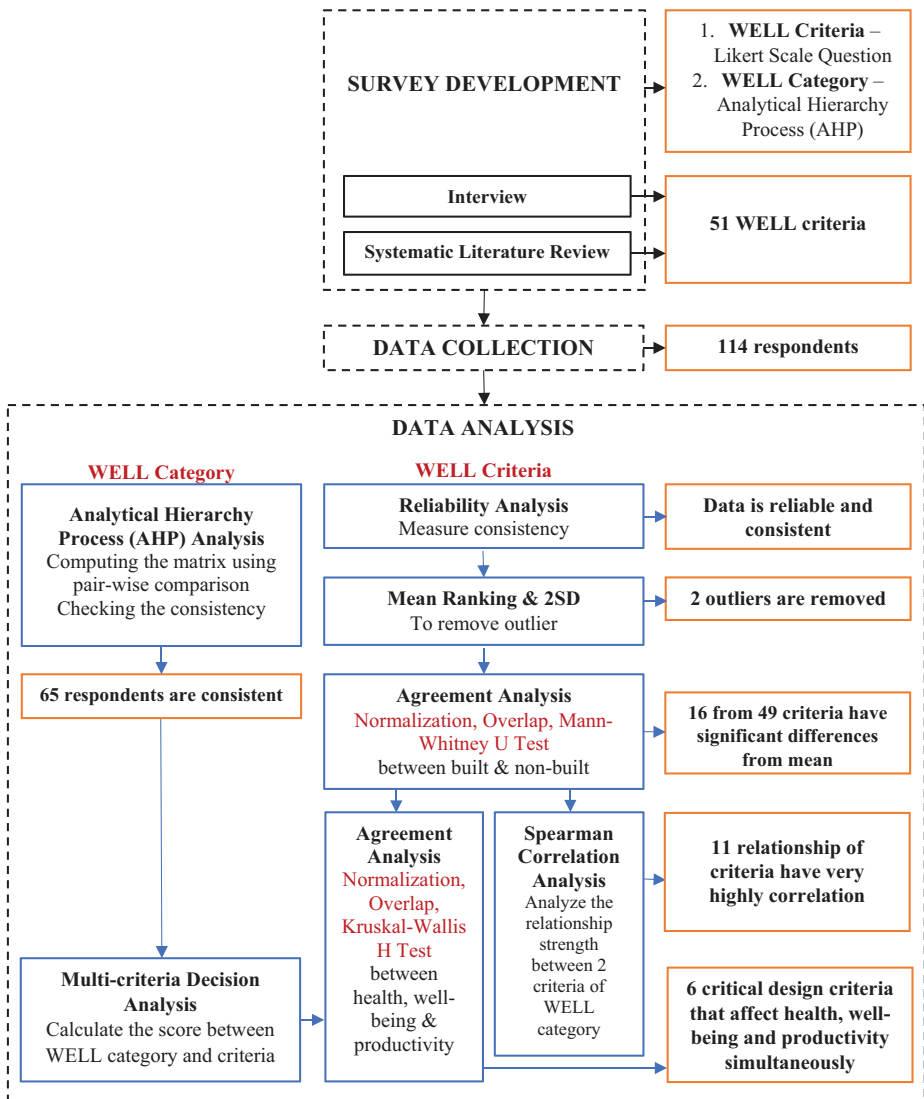 SURVEY DEVELOPMENT
1. WELL Criteria –
Likert Scale Question
2. WELL Category –
Analytical Hierarchy
Process (AHP)
Interview
Systematic Literature Review
51 WELL criteria
DATA COLLECTION
114 respondents
DATA ANALYSIS
WELL Category
Analytical Hierarchy
Process (AHP) Analysis
Computing the matrix using
pair-wise comparison
Checking the consistency
65 respondents are consistent
Multi-criteria Decision
Analysis
Calculate the score between
WELL category and criteria
WELL Criteria
Reliability Analysis
Measure consistency
Data is reliable and
consistent
Mean Ranking & 2SD
To remove outlier
2 outliers are removed
Agreement Analysis
Normalization, Overlap, Mann-
Whitney U Test
between built & non-built
16 from 49 criteria have
significant differences
from mean
Agreement
Analysis
Normalization,
Overlap,
Kruskal-Wallis
H Test
between
health, well-
being &
productivity
Spearman
Correlation
Analysis
Analyze the
relationship
strength
between 2
criteria of
WELL
category
11 relationship of
criteria have very
highly correlation
6 critical design criteria
that affect health, well-
being and productivity
simultaneously